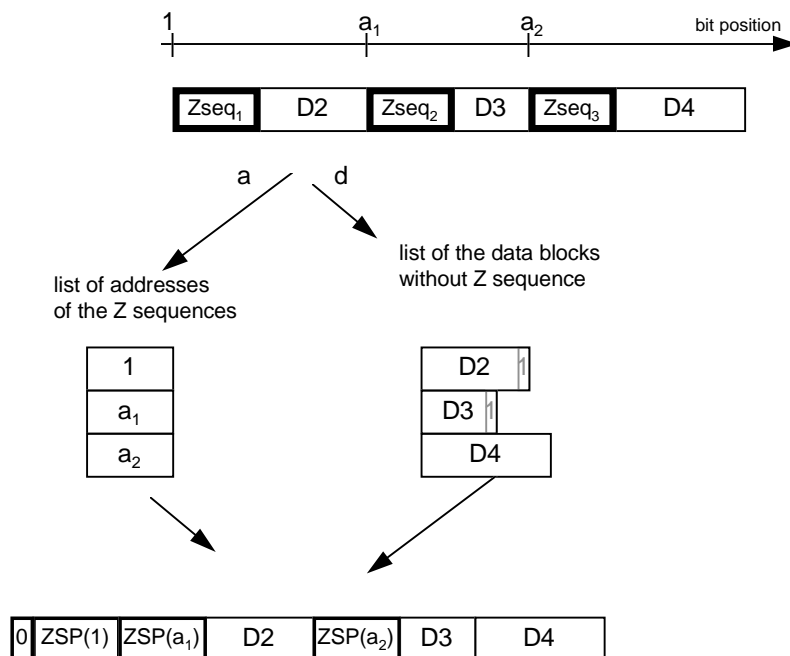 1 a₁ a₂ bit position
Zseq₁ D2 Zseq₂ D3 Zseq₃ D4
a d
list of the data blocks
without Z sequence
list of addresses
of the Z sequences
1
a₁
a₂
D2 1
D3 1
D4
0 ZSP(1) ZSP(a₁) D2 ZSP(a₂) D3 D4